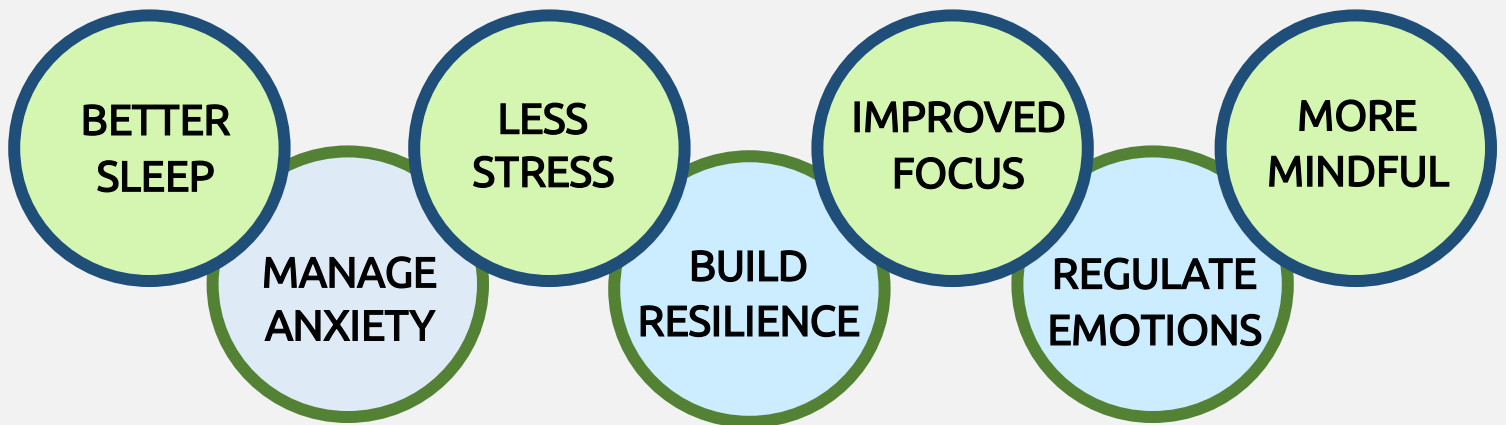 BETTER
SLEEP
LESS
STRESS
IMPROVED
FOCUS
MORE
MINDFUL
MANAGE
ANXIETY
BUILD
RESILIENCE
REGULATE
EMOTIONS